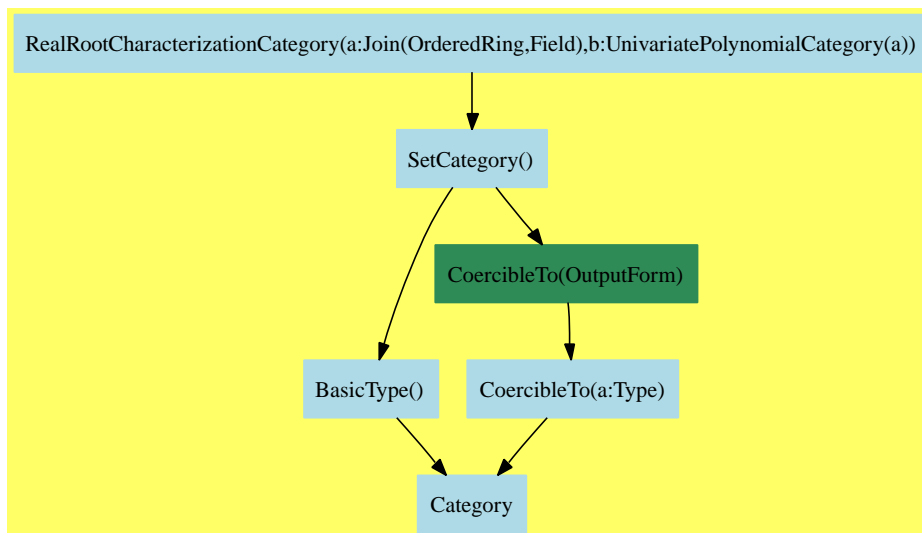 RealRootCharacterizationCategory(a:Join(OrderedRing,Field),b:UnivariatePolynomialCategory(a))
SetCategory()
CoercibleTo(OutputForm)
BasicType()
CoercibleTo(a:Type)
Category